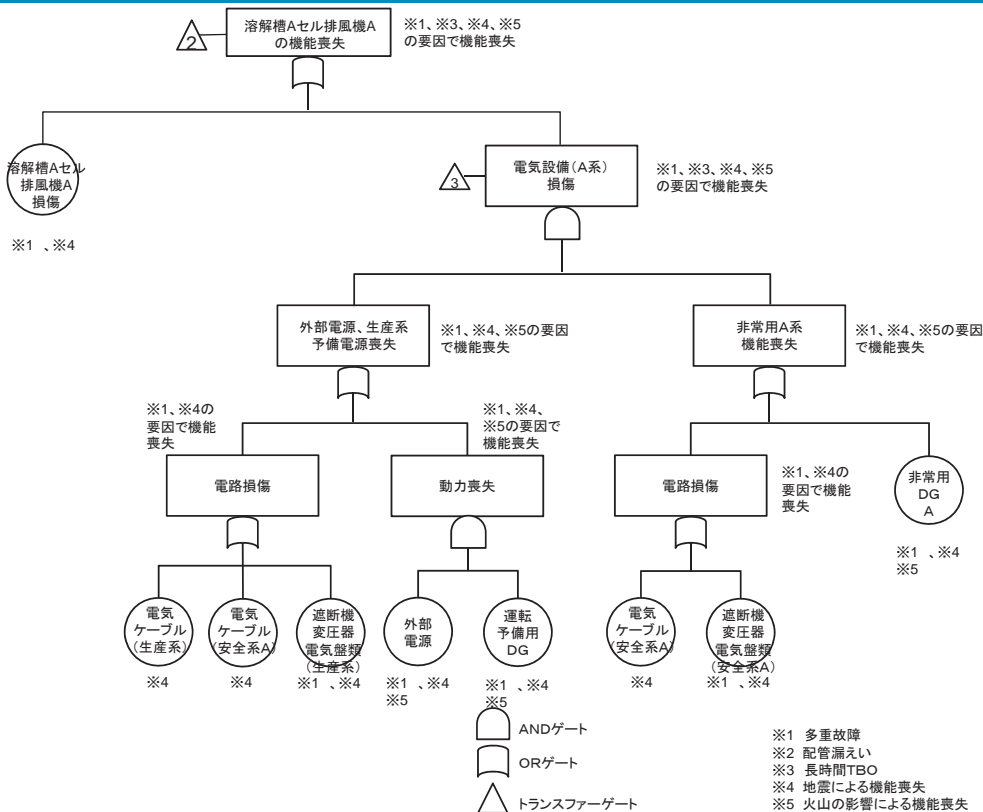 溶解槽Aセル排風機A
の機能喪失
※1、※3、※4、※5
の要因で機能喪失
2
溶解槽Aセル
排風機A
損傷
※1 、※4
3
電気設備(A系)
損傷
※1、※3、※4、※5
の要因で機能喪失
外部電源、生産系
予備電源喪失
※1、※4、※5の要因
で機能喪失
非常用A系
機能喪失
※1、※4、※5の要因
で機能喪失
※1、※4の
要因で機能
喪失
電路損傷
※1、※4、
※5の要因で
機能喪失
動力喪失
電路損傷
※1、※4の
要因で機能
喪失
非常用
DG
A
※1 、※4
※5
電気
ケーブル
(生産系)
※4
電気
ケーブル
(安全系A)
※4
遮断機
変圧器
電気盤類
(生産系)
※1 、※4
外部
電源
※1 、※4
※5
運転
予備用
DG
※1 、※4
※5
電気
ケーブル
(安全系A)
※4
遮断機
変圧器
電気盤類
(安全系A)
※1 、※4
ANDゲート
ORゲート
トランスファーゲート
※1 多重故障
※2 配管漏えい
※3 長時間TBO
※4 地震による機能喪失
※5 火山の影響による機能喪失